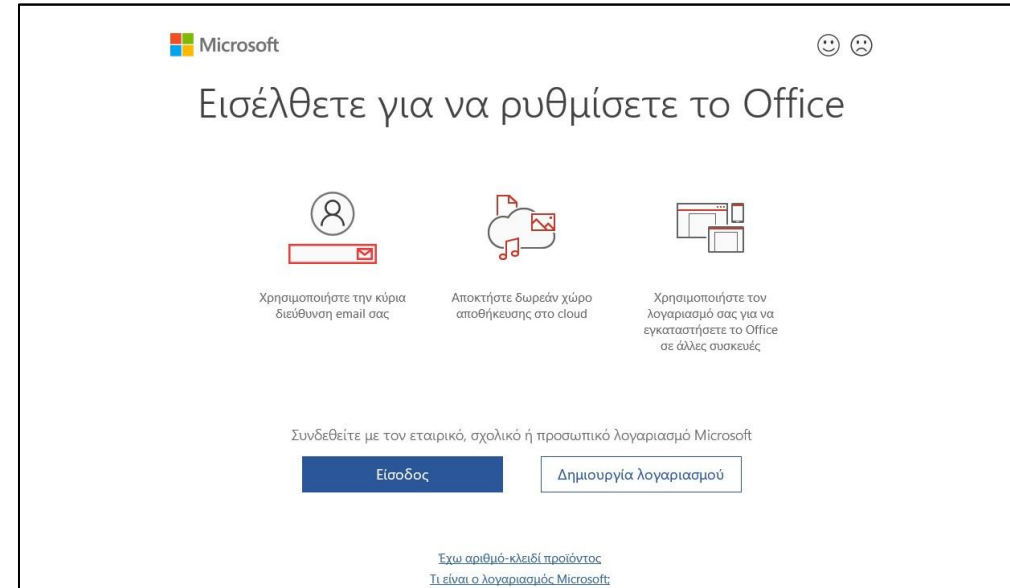 Microsoft
Εισέλθετε για να ρυθμίσετε το Office
Χρησιμοποιήστε την κύρια
διεύθυνση email σας
Αποκτήστε δωρεάν χώρο
αποθήκευσης στο cloud
Χρησιμοποιήστε τον
λογαριασμό σας για να
εγκαταστήσετε το Office
σε άλλες συσκευές
Συνδεθείτε με τον εταιρικό, σχολικό ή προσωπικό λογαριασμό Microsoft
Είσοδος
Δημιουργία λογαριασμού
Έχω αριθμό-κλειδί προϊόντος
Τι είναι ο λογαριασμός Microsoft;